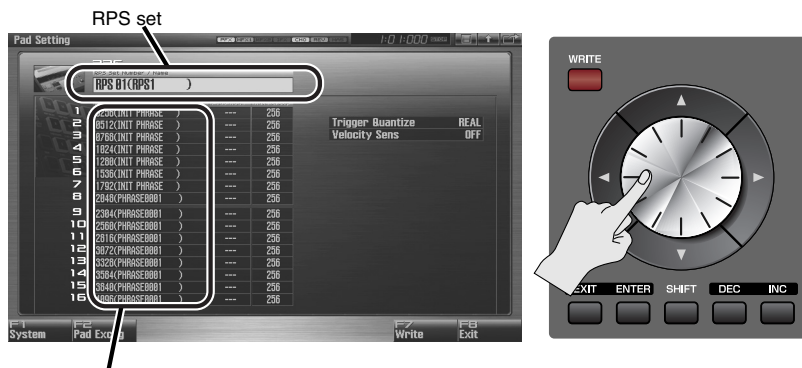 RPS set
Pad Setting
RPS Set Number / Name
RPS 01(RPS1 )
1 0256(INIT PHRASE ) --- 256
2 0512(INIT PHRASE ) --- 256
3 0768(INIT PHRASE ) --- 256
4 1024(INIT PHRASE ) --- 256
5 1280(INIT PHRASE ) --- 256
6 1536(INIT PHRASE ) --- 256
7 1792(INIT PHRASE ) --- 256
8 2048(PHRASE0001 ) --- 256
9 2304(PHRASE0001 ) --- 256
10 2560(PHRASE0001 ) --- 256
11 2816(PHRASE0001 ) --- 256
12 3072(PHRASE0001 ) --- 256
13 3328(PHRASE0001 ) --- 256
14 3584(PHRASE0001 ) --- 256
15 3840(PHRASE0001 ) --- 256
16 4096(PHRASE0001 ) --- 256
Trigger Quantize REAL
Velocity Sens OFF
F1 F2 F7 F8
System Pad Write Exit
WRITE
EXIT ENTER SHIFT DEC INC